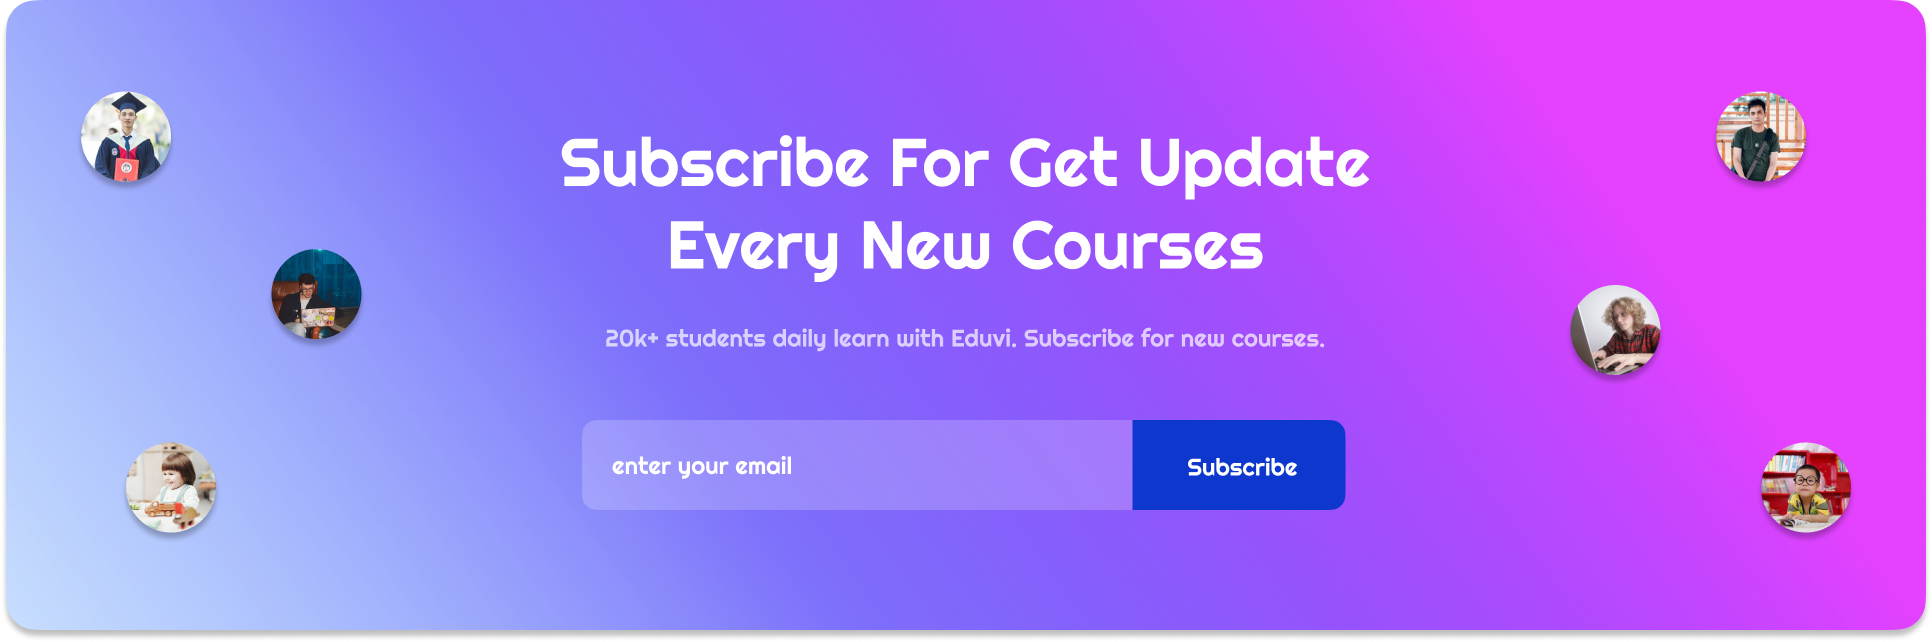 Subscribe For Get Update
Every New Courses
20k+ students daily learn with Eduvi. Subscribe for new courses.
enter your email
Subscribe